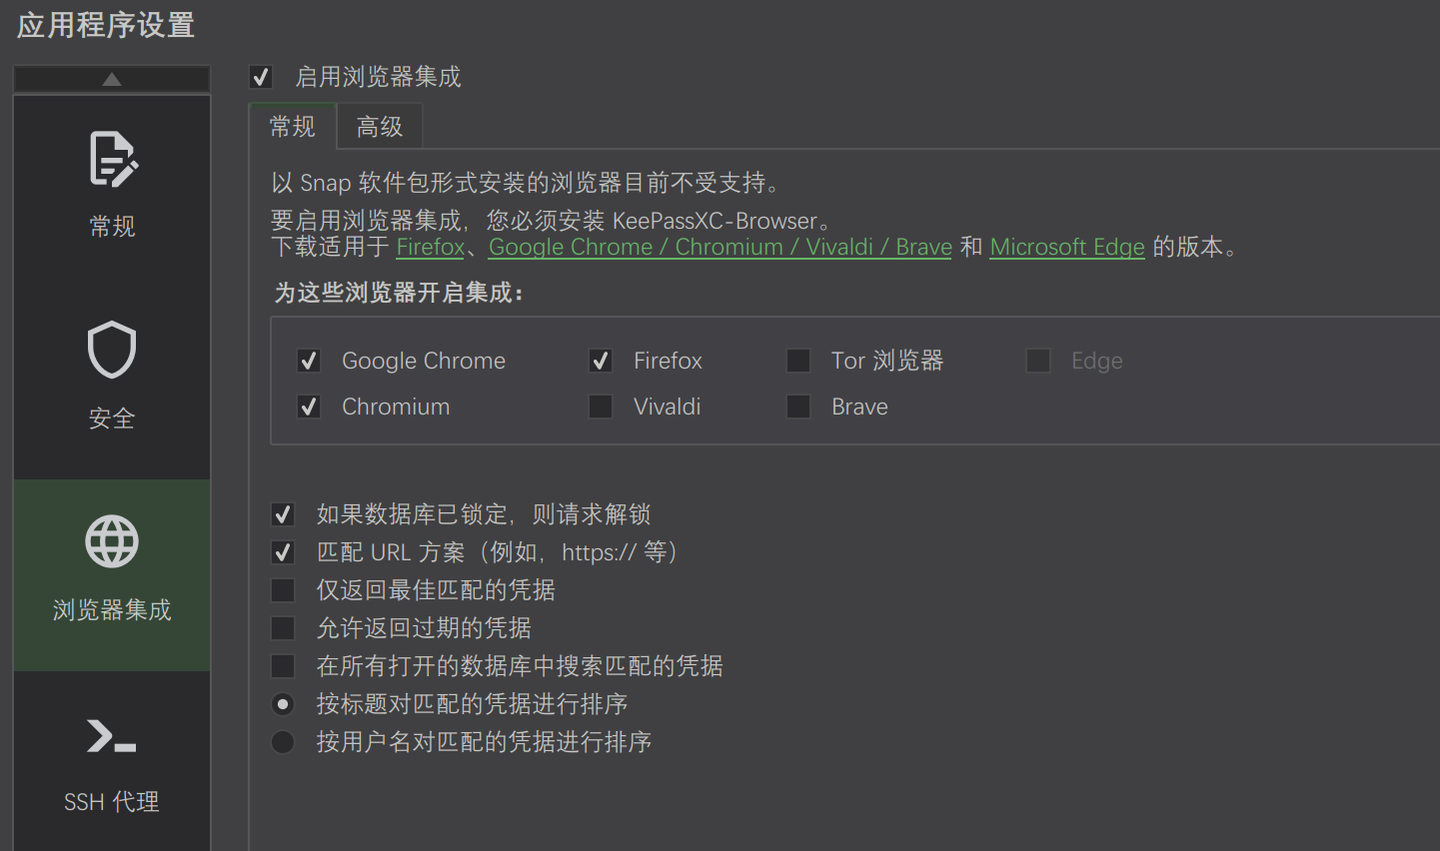 应用程序设置
启用浏览器集成
常规
高级
以 Snap 软件包形式安装的浏览器目前不受支持。
要启用浏览器集成，您必须安装 KeePassXC-Browser。
下载适用于 Firefox、Google Chrome / Chromium / Vivaldi / Brave 和 Microsoft Edge 的版本。
为这些浏览器开启集成：
Google Chrome
Firefox
Tor 浏览器
Edge
Chromium
Vivaldi
Brave
如果数据库已锁定，则请求解锁
匹配 URL 方案（例如，https:// 等）
仅返回最佳匹配的凭据
允许返回过期的凭据
在所有打开的数据库中搜索匹配的凭据
按标题对匹配的凭据进行排序
按用户名对匹配的凭据进行排序
常规
安全
浏览器集成
SSH 代理